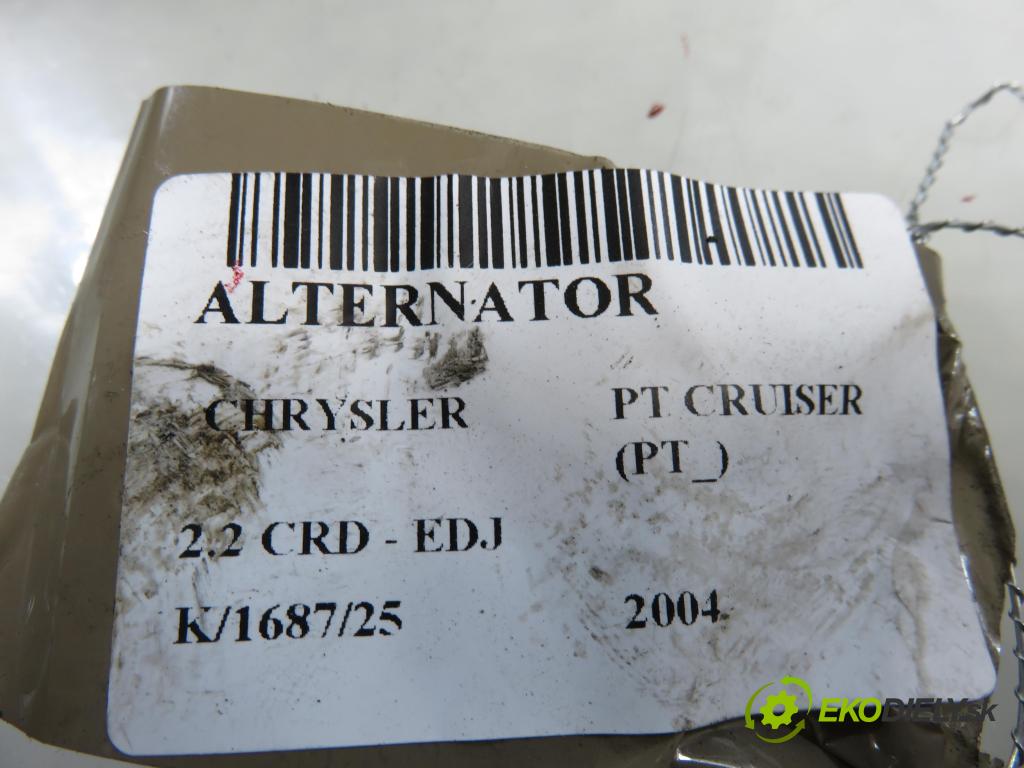 ALTERNATOR
CHRYSLER PT CRUISER
(PT_)
2.2 CRD - EDJ
K/1687/25 2004
EKODIELY.sk